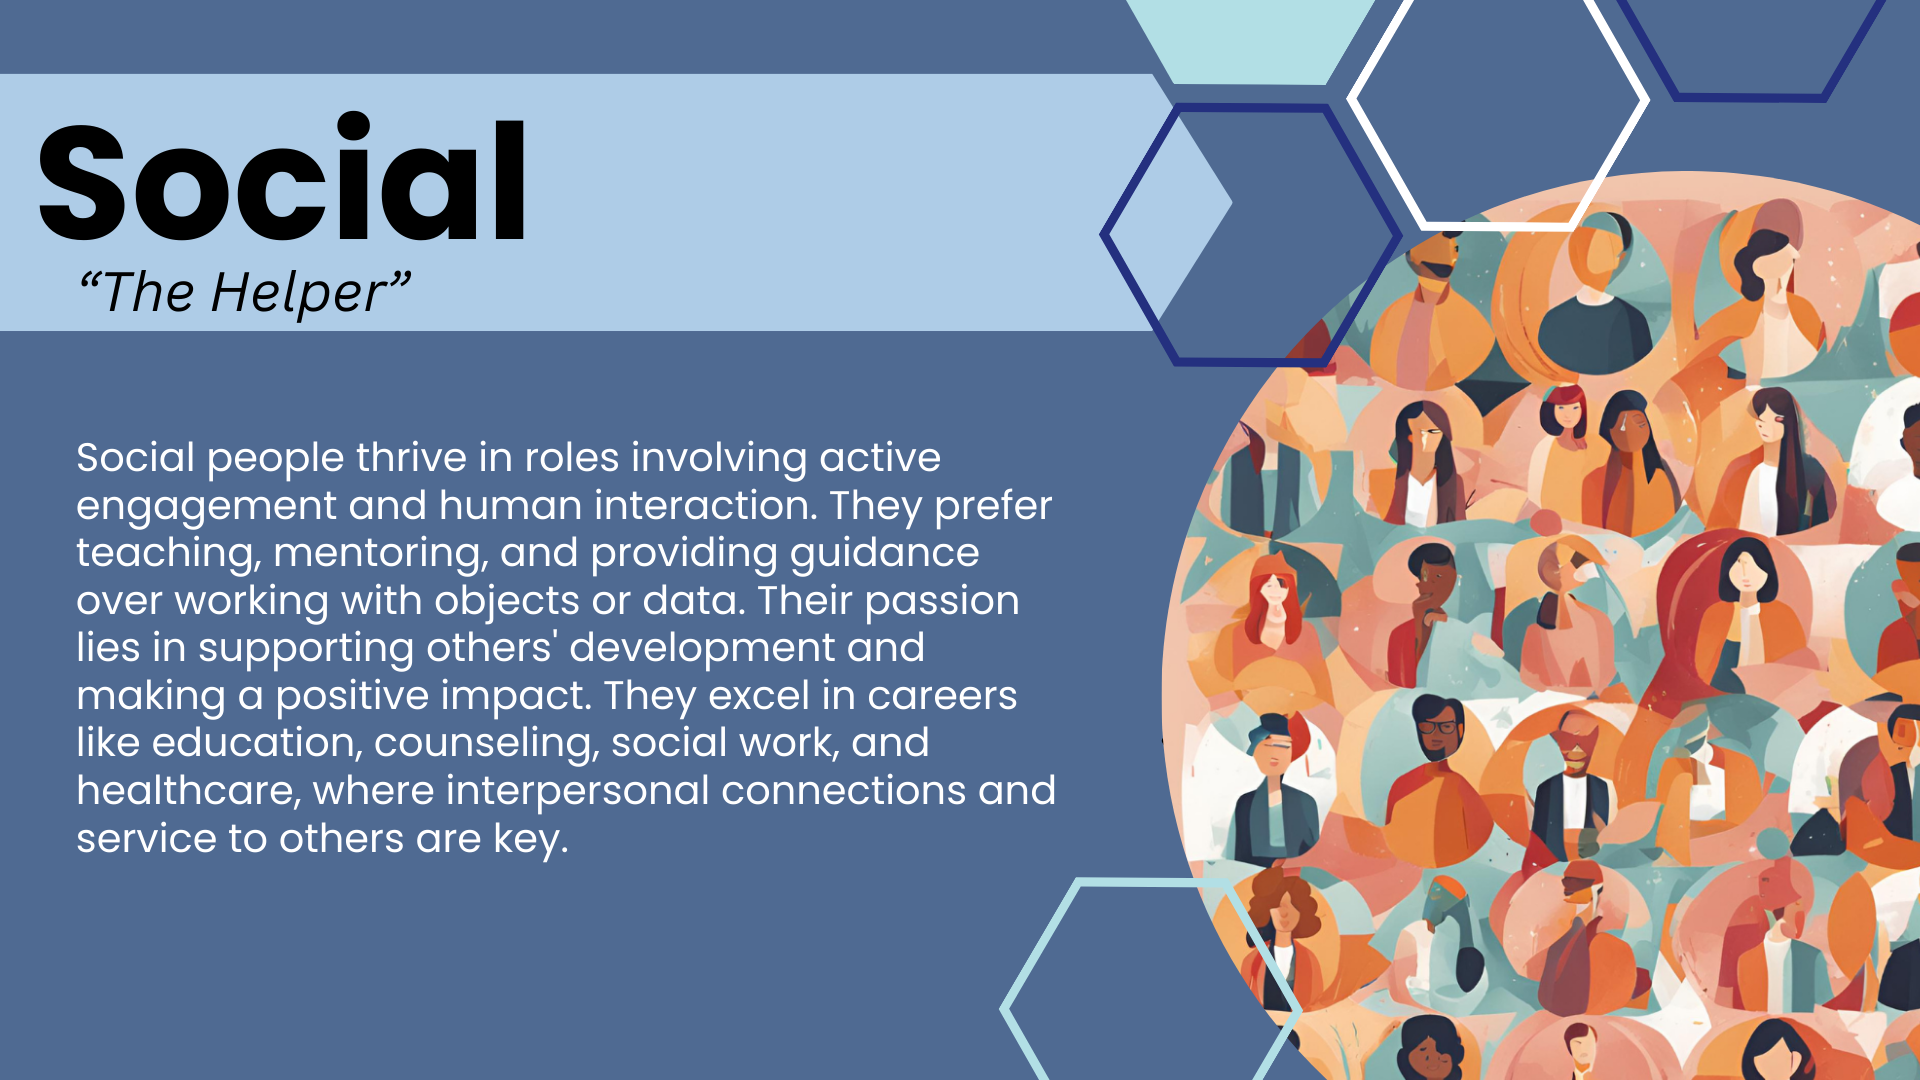 Social
“The Helper”
Social people thrive in roles involving active
engagement and human interaction. They prefer
teaching, mentoring, and providing guidance
over working with objects or data. Their passion
lies in supporting others' development and
making a positive impact. They excel in careers
like education, counseling, social work, and
healthcare, where interpersonal connections and
service to others are key.